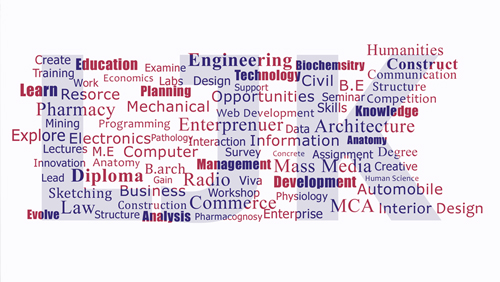 LJK
Humanities
Create Education Examine Engineering Biochemsitry Construct
Training Work Economics Labs Design Technology Civil Communication
Learn Resorce Planning Support B.E Structure
Opportunities Seminar Competition
Pharmacy Mechanical Web Development Skills Knowledge
Mining Programming Enterprenuer Data Architecture
Explore Electronics Pathology Interaction Information Anatomy
Lectures M.E Computer Survey Concrete Assignment Degree
Innovation Anatomy B.arch Management Mass Media Creative
Lead Diploma Gain Radio Viva Development Human Science
Sketching Business Workshop Physiology Automobile
Law Construction Commerce MCA Interior Design
Evolve Structure Analysis Pharmacognosy Enterprise